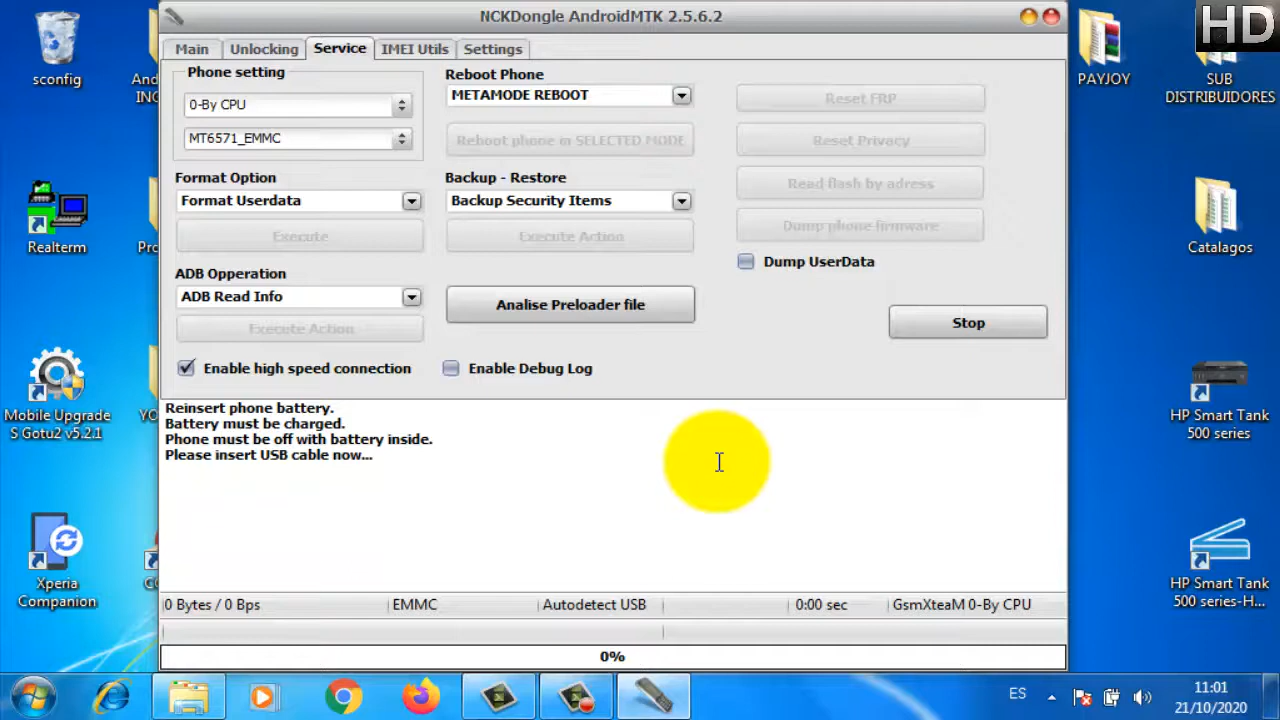 NCKDongle AndroidMTK 2.5.6.2
HD
Main
Unlocking
Service
IMEI Utils
Settings
Phone setting
0-By CPU
MT6571_EMMC
Format Option
Format Userdata
Execute
ADB Opperation
ADB Read Info
Execute Action
Enable high speed connection
Reboot Phone
METAMODE REBOOT
Reboot phone in SELECTED MODE
Backup - Restore
Backup Security Items
Execute Action
Analise Preloader file
Enable Debug Log
Reset FRP
Reset Privacy
Read flash by adress
Dump phone firmware
Dump UserData
Stop
Reinsert phone battery.
Battery must be charged.
Phone must be off with battery inside.
Please insert USB cable now...
0 Bytes / 0 Bps
EMMC
Autodetect USB
0:00 sec
GsmXteaM 0-By CPU
0%
sconfig
Realterm
Mobile Upgrade
S Gotu2 v5.2.1
Xperia
Companion
PAYJOY
SUB
DISTRIBUIDORES
Catalagos
HP Smart Tank
500 series
HP Smart Tank
500 series-H...
ES
11:01
21/10/2020